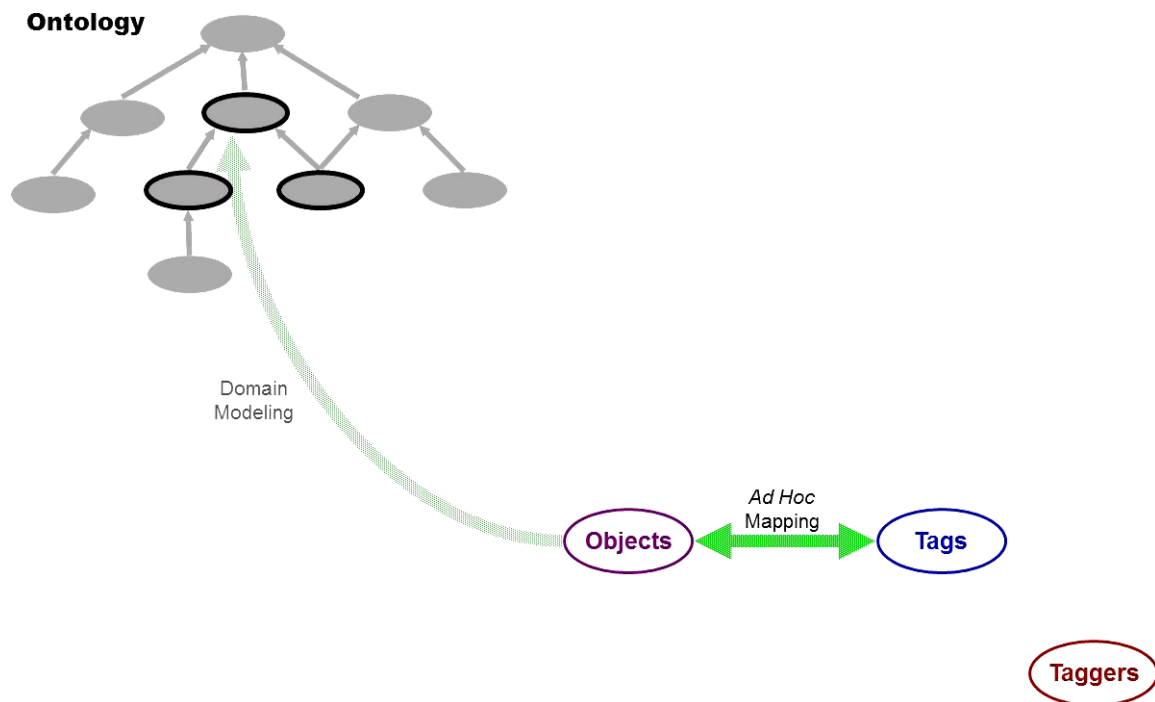 Ontology
Domain
Modeling
Ad Hoc
Mapping
Objects
Tags
Taggers